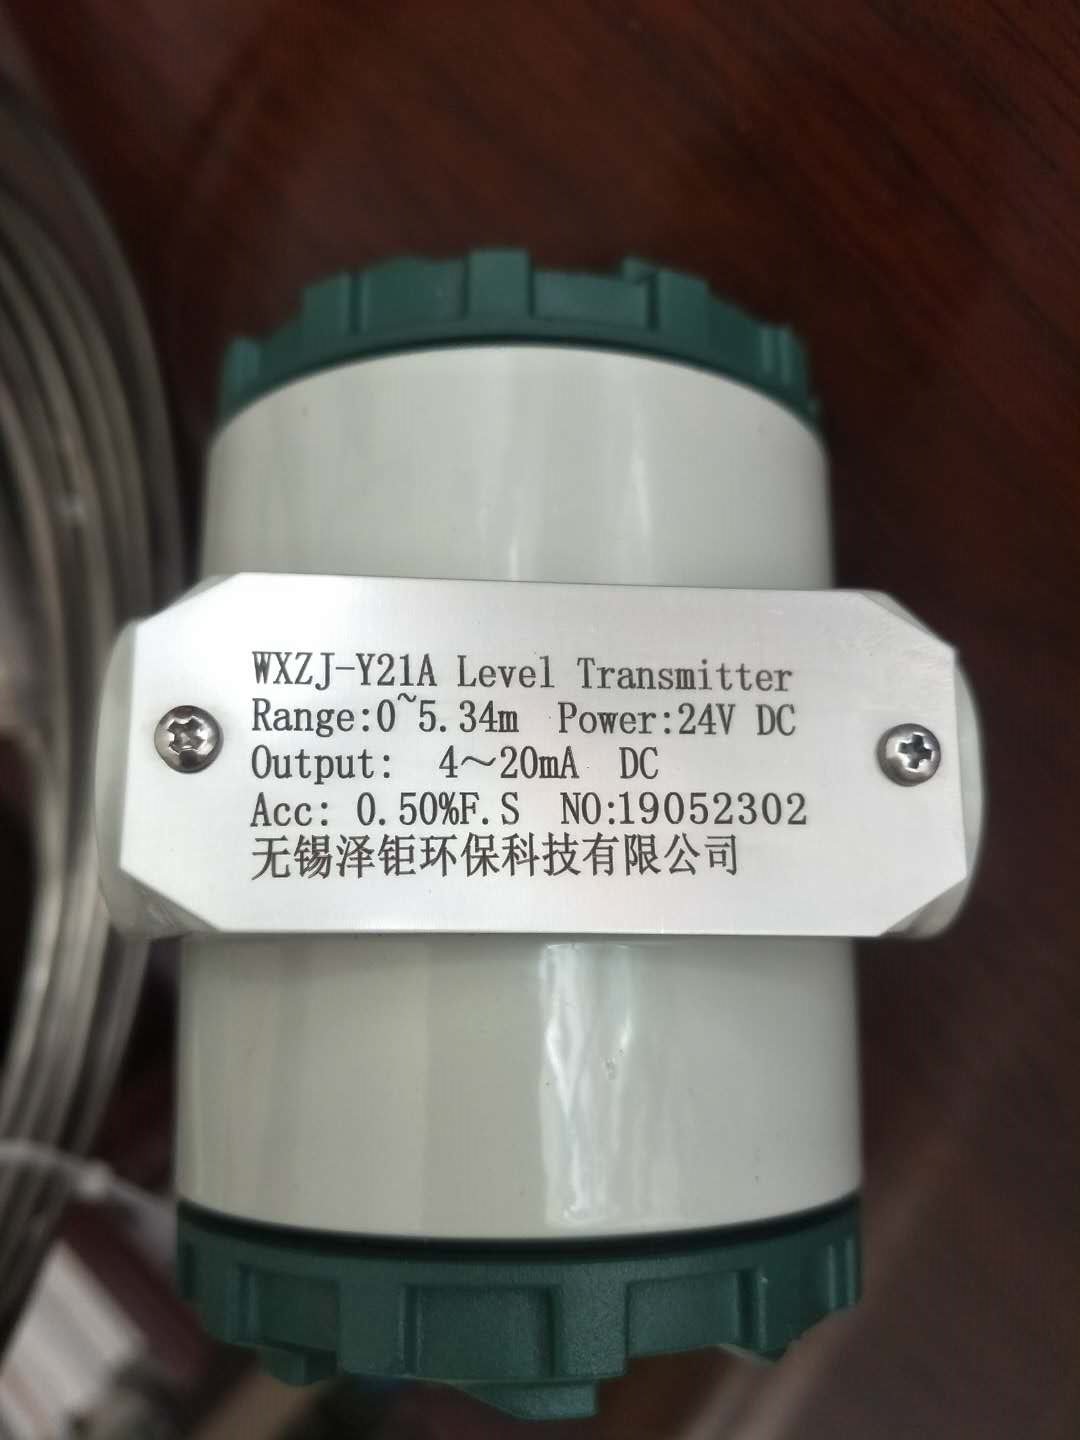 WXZJ-Y21A Level Transmitter
Range:0~5.34m Power:24V DC
Output: 4～20mA DC
Acc: 0.50%F.S NO:19052302
无锡泽钜环保科技有限公司